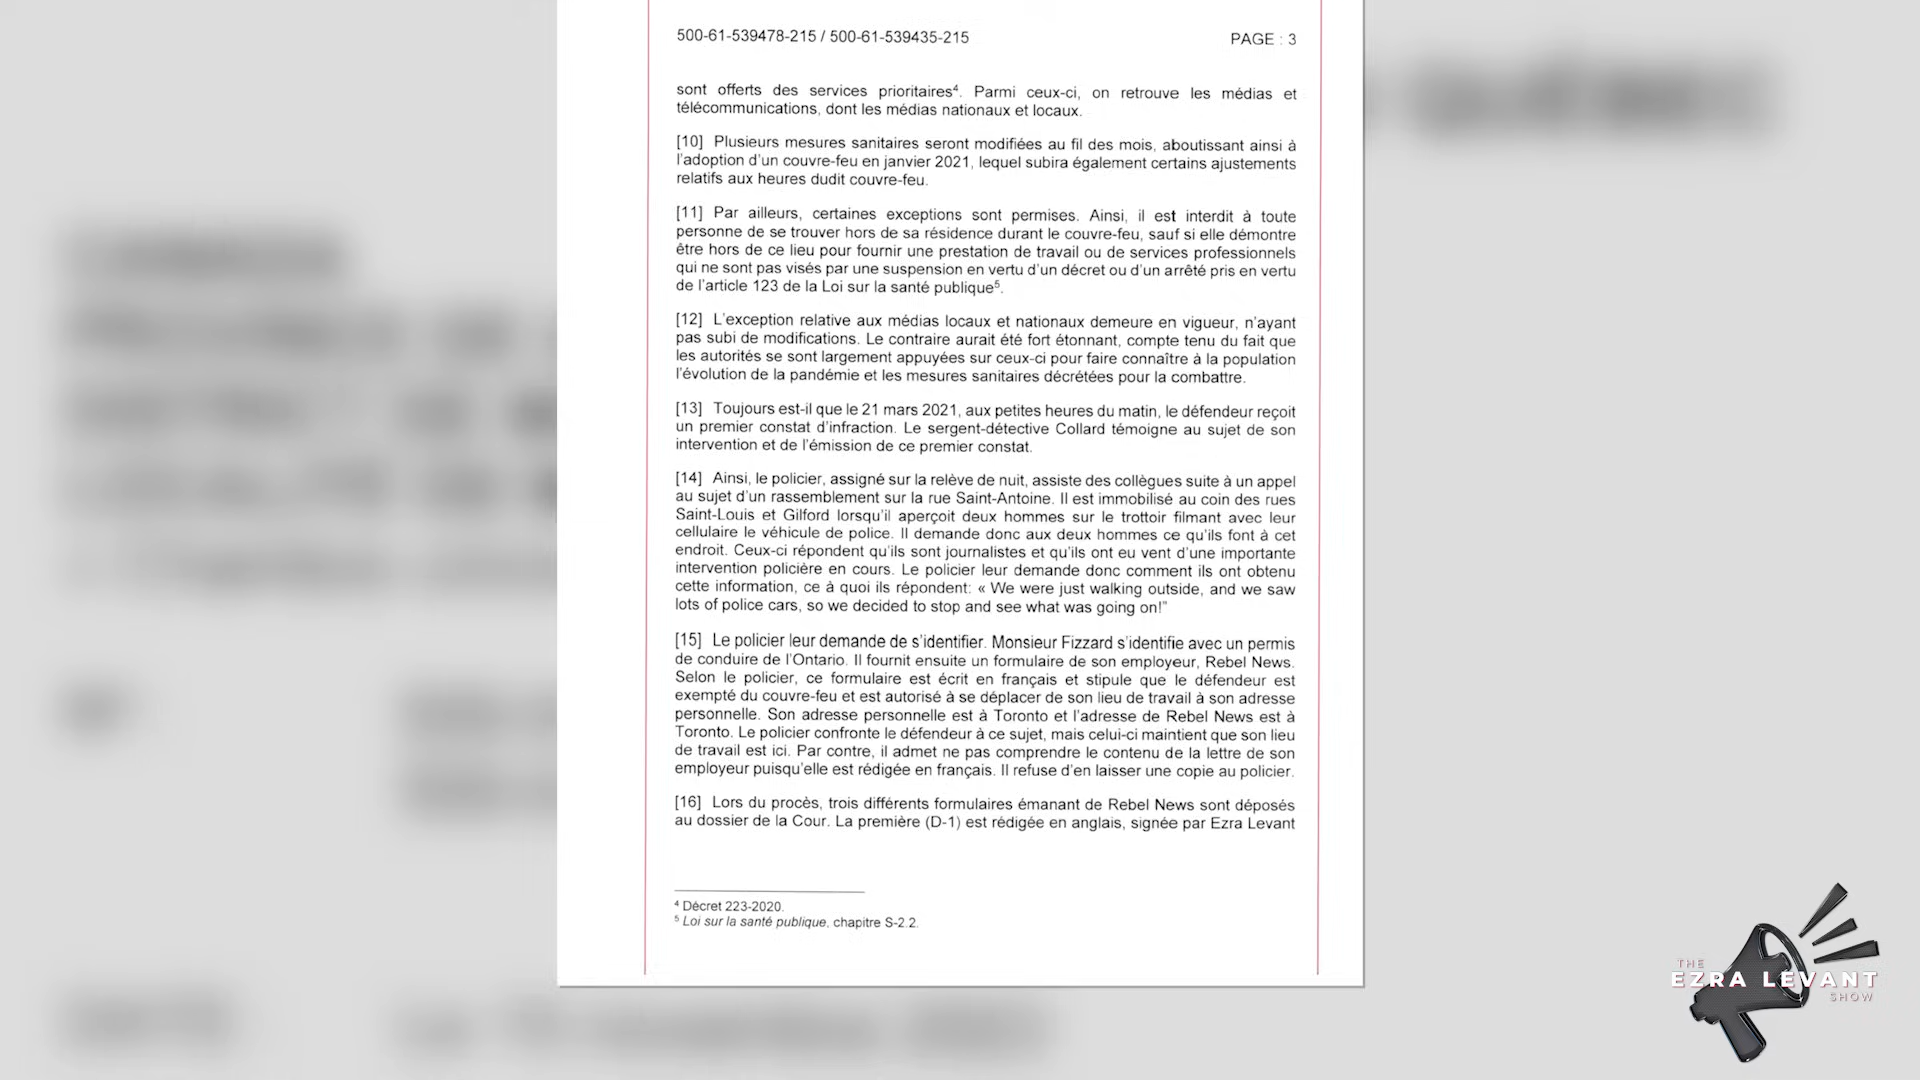 500-61-539478-215 / 500-61-539435-215
PAGE : 3
sont offerts des services prioritaires⁴. Parmi ceux-ci, on retrouve les médias et
télécommunications, dont les médias nationaux et locaux.
[10] Plusieurs mesures sanitaires seront modifiées au fil des mois, aboutissant ainsi à
l'adoption d'un couvre-feu en janvier 2021, lequel subira également certains ajustements
relatifs aux heures dudit couvre-feu.
[11] Par ailleurs, certaines exceptions sont permises. Ainsi, il est interdit à toute
personne de se trouver hors de sa résidence durant le couvre-feu, sauf si elle démontre
être hors de ce lieu pour fournir une prestation de travail ou de services professionnels
qui ne sont pas visés par une suspension en vertu d'un décret ou d'un arrêté pris en vertu
de l'article 123 de la Loi sur la santé publique⁵.
[12] L'exception relative aux médias locaux et nationaux demeure en vigueur, n'ayant
pas subi de modifications. Le contraire aurait été fort étonnant, compte tenu du fait que
les autorités se sont largement appuyées sur ceux-ci pour faire connaître à la population
l'évolution de la pandémie et les mesures sanitaires décrétées pour la combattre.
[13] Toujours est-il que le 21 mars 2021, aux petites heures du matin, le défendeur reçoit
un premier constat d'infraction. Le sergent-détective Collard témoigne au sujet de son
intervention et de l'émission de ce premier constat.
[14] Ainsi, le policier, assigné sur la relève de nuit, assiste des collègues suite à un appel
au sujet d'un rassemblement sur la rue Saint-Antoine. Il est immobilisé au coin des rues
Saint-Louis et Gilford lorsqu'il aperçoit deux hommes sur le trottoir filmant avec leur
cellulaire le véhicule de police. Il demande donc aux deux hommes ce qu'ils font à cet
endroit. Ceux-ci répondent qu'ils sont journalistes et qu'ils ont eu vent d'une importante
intervention policière en cours. Le policier leur demande donc comment ils ont obtenu
cette information, ce à quoi ils répondent: « We were just walking outside, and we saw
lots of police cars, so we decided to stop and see what was going on!"
[15] Le policier leur demande de s'identifier. Monsieur Fizzard s'identifie avec un permis
de conduire de l'Ontario. Il fournit ensuite un formulaire de son employeur, Rebel News.
Selon le policier, ce formulaire est écrit en français et stipule que le défendeur est
exempté du couvre-feu et est autorisé à se déplacer de son lieu de travail à son adresse
personnelle. Son adresse personnelle est à Toronto et l'adresse de Rebel News est à
Toronto. Le policier confronte le défendeur à ce sujet, mais celui-ci maintient que son lieu
de travail est ici. Par contre, il admet ne pas comprendre le contenu de la lettre de son
employeur puisqu'elle est rédigée en français. Il refuse d'en laisser une copie au policier.
[16] Lors du procès, trois différents formulaires émanant de Rebel News sont déposés
au dossier de la Cour. La première (D-1) est rédigée en anglais, signée par Ezra Levant
⁴ Décret 223-2020.
⁵ Loi sur la santé publique, chapitre S-2.2.
THE
EZRA LEVANT
SHOW